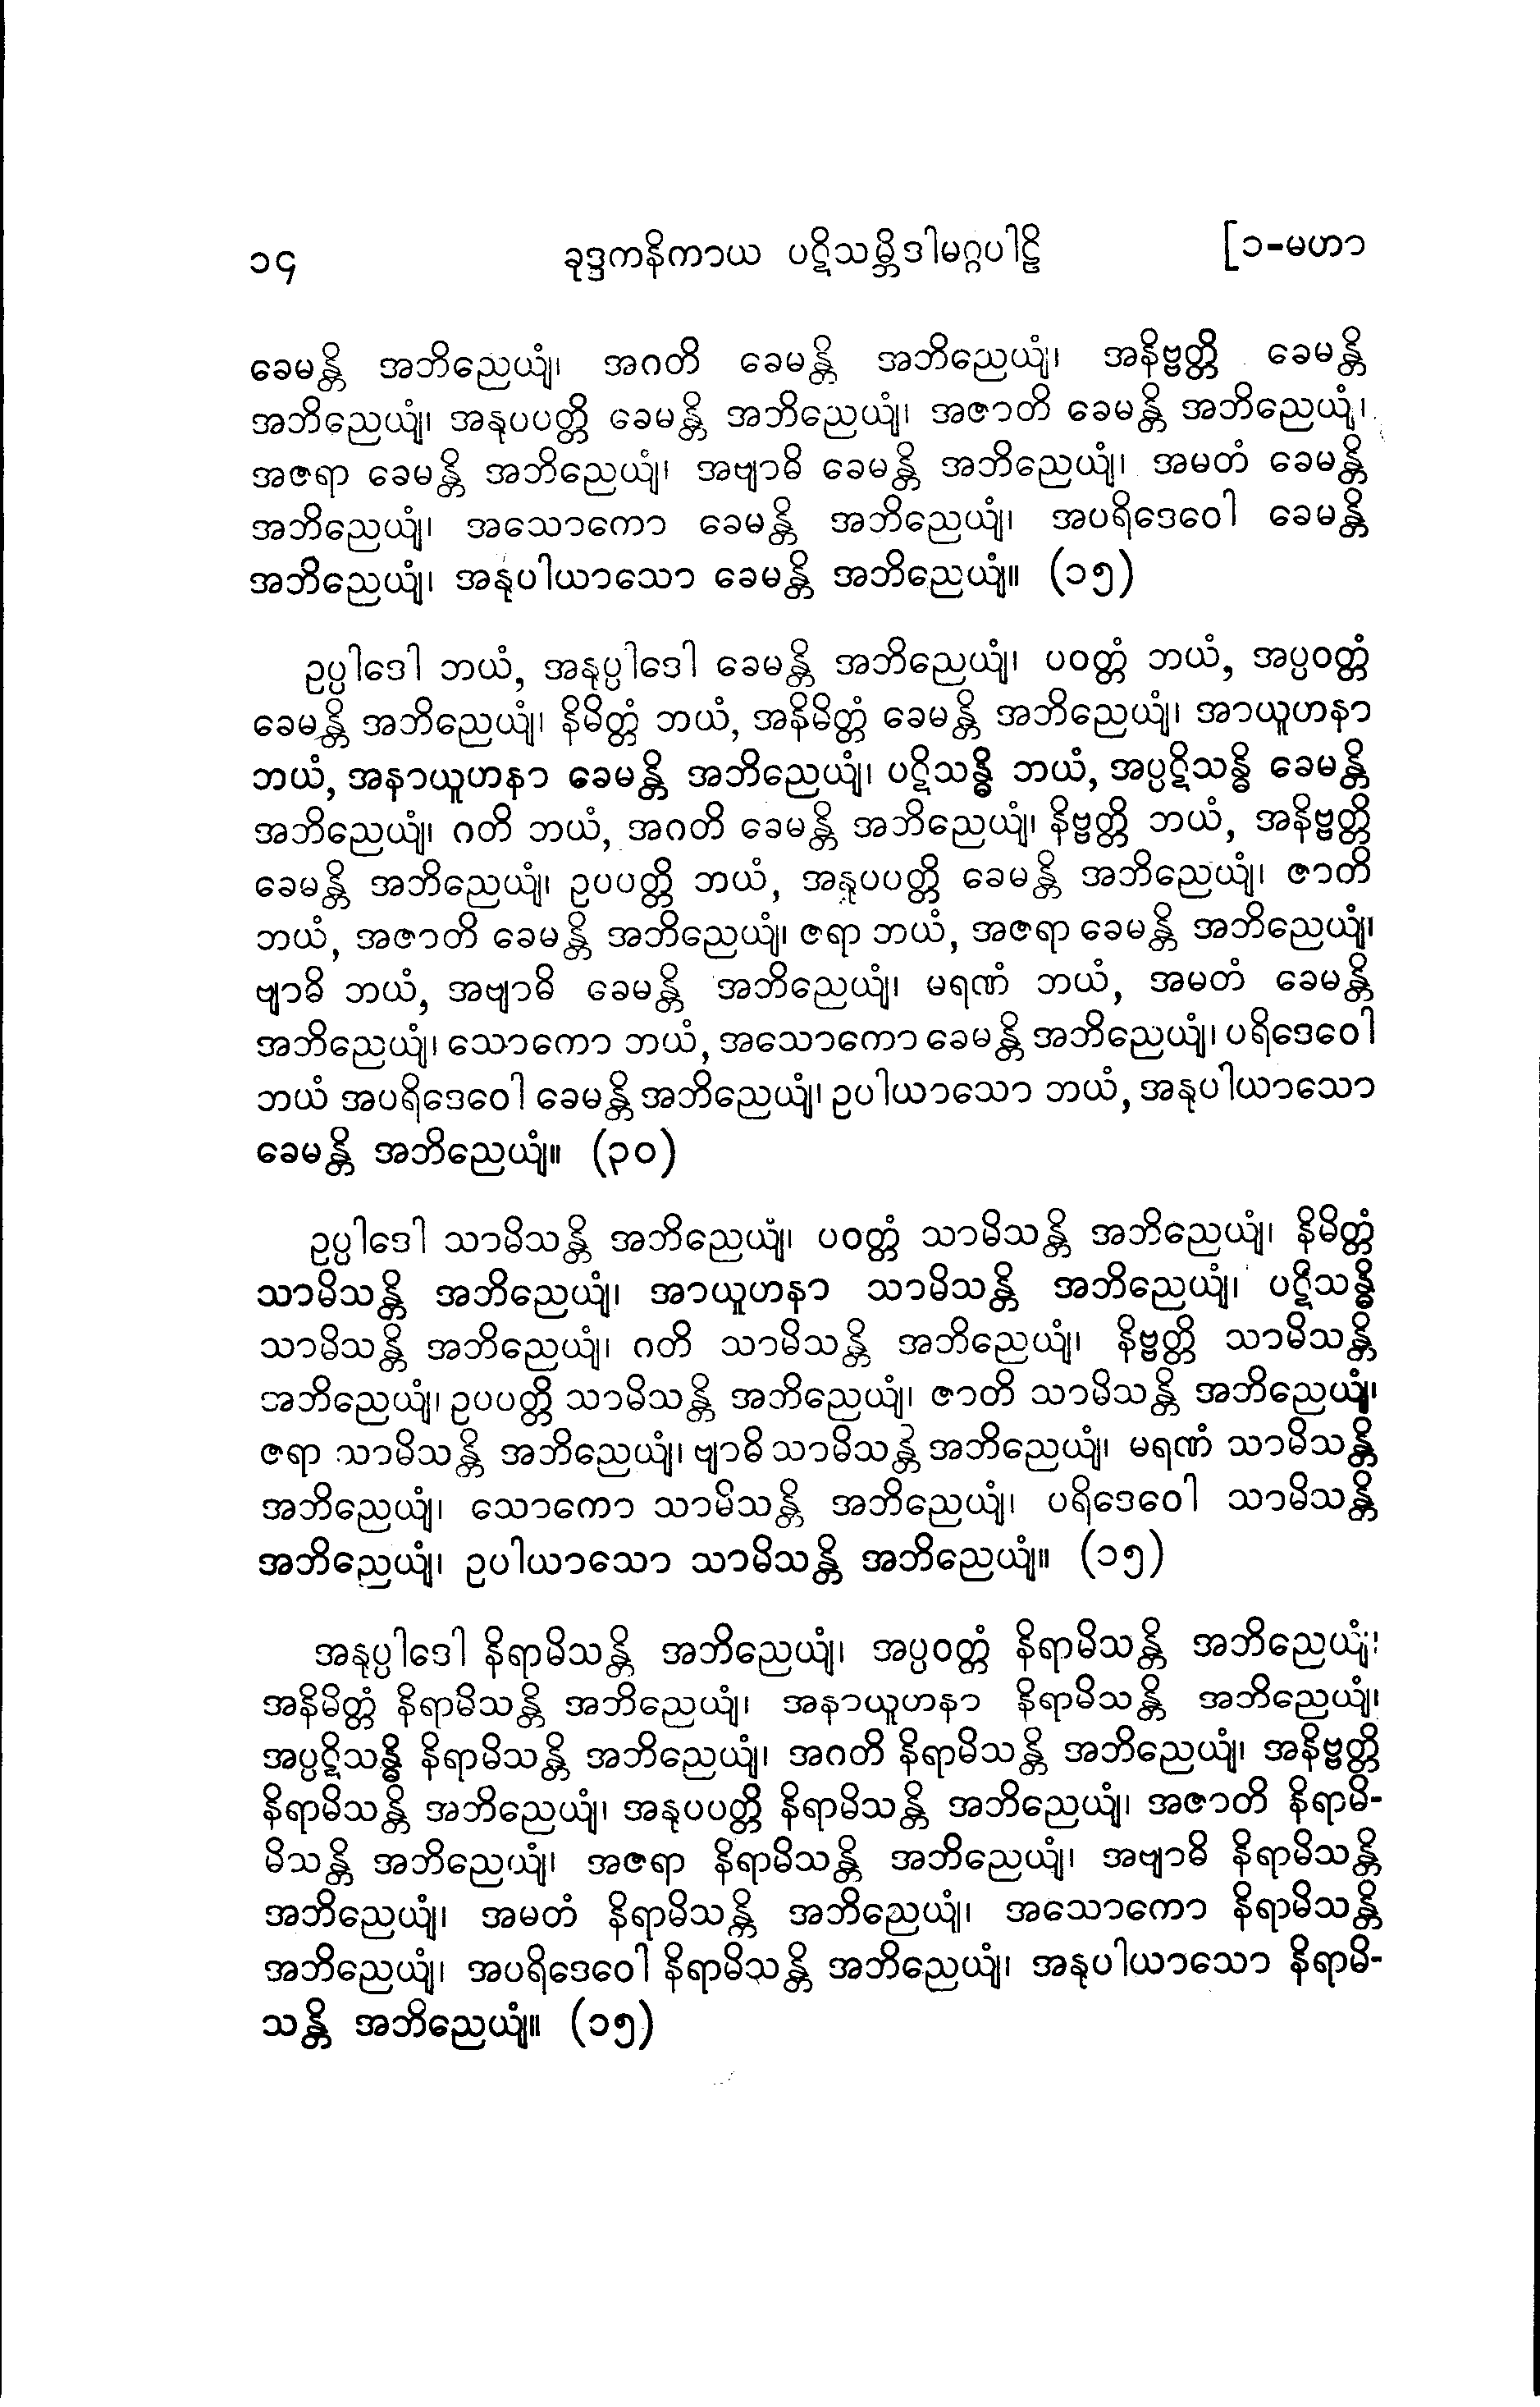 ၁၄ ခုဒ္ဒကနိကာယ ပဋိသမ္ဘိဒါမဂ္ဂပါဠိ [၁-မဟာ
ခေမန္တိ အဘိညေယျံ၊ အဂတိ ခေမန္တိ အဘိညေယျံ၊ အနိဗ္ဗတ္တိ ခေမန္တိ
အဘိညေယျံ၊ အနုပပတ္တိ ခေမန္တိ အဘိညေယျံ၊ အဇာတိ ခေမန္တိ အဘိညေယျံ၊
အဇရာ ခေမန္တိ အဘိညေယျံ၊ အဗျာဓိ ခေမန္တိ အဘိညေယျံ၊ အမတံ ခေမန္တိ
အဘိညေယျံ၊ အသောကော ခေမန္တိ အဘိညေယျံ၊ အပရိဒေဝေါ ခေမန္တိ
အဘိညေယျံ၊ အနုပါယာသော ခေမန္တိ အဘိညေယျံ။ (၁၅)
ဥပ္ပါဒေါ ဘယံ, အနုပ္ပါဒေါ ခေမန္တိ အဘိညေယျံ၊ ပဝတ္တံ ဘယံ, အပ္ပဝတ္တံ
ခေမန္တိ အဘိညေယျံ၊ နိမိတ္တံ ဘယံ, အနိမိတ္တံ ခေမန္တိ အဘိညေယျံ၊ အာယူဟနာ
ဘယံ, အနာယူဟနာ ခေမန္တိ အဘိညေယျံ၊ ပဋိသန္ဓိ ဘယံ, အပ္ပဋိသန္ဓိ ခေမန္တိ
အဘိညေယျံ၊ ဂတိ ဘယံ, အဂတိ ခေမန္တိ အဘိညေယျံ၊ နိဗ္ဗတ္တိ ဘယံ, အနိဗ္ဗတ္တိ
ခေမန္တိ အဘိညေယျံ၊ ဥပပတ္တိ ဘယံ, အနုပပတ္တိ ခေမန္တိ အဘိညေယျံ၊ ဇာတိ
ဘယံ, အဇာတိ ခေမန္တိ အဘိညေယျံ၊ ဇရာ ဘယံ, အဇရာ ခေမန္တိ အဘိညေယျံ၊
ဗျာဓိ ဘယံ, အဗျာဓိ ခေမန္တိ အဘိညေယျံ၊ မရဏံ ဘယံ, အမတံ ခေမန္တိ
အဘိညေယျံ၊ သောကော ဘယံ, အသောကော ခေမန္တိ အဘိညေယျံ၊ ပရိဒေဝေါ
ဘယံ အပရိဒေဝေါ ခေမန္တိ အဘိညေယျံ၊ ဥပါယာသော ဘယံ, အနုပါယာသော
ခေမန္တိ အဘိညေယျံ။ (၃၀)
ဥပ္ပါဒေါ သာမိသန္တိ အဘိညေယျံ၊ ပဝတ္တံ သာမိသန္တိ အဘိညေယျံ၊ နိမိတ္တံ
သာမိသန္တိ အဘိညေယျံ၊ အာယူဟနာ သာမိသန္တိ အဘိညေယျံ၊ ပဋိသန္ဓိ
သာမိသန္တိ အဘိညေယျံ၊ ဂတိ သာမိသန္တိ အဘိညေယျံ၊ နိဗ္ဗတ္တိ သာမိသန္တိ
အဘိညေယျံ၊ ဥပပတ္တိ သာမိသန္တိ အဘိညေယျံ၊ ဇာတိ သာမိသန္တိ အဘိညေယျံ၊
ဇရာ သာမိသန္တိ အဘိညေယျံ၊ ဗျာဓိ သာမိသန္တိ အဘိညေယျံ၊ မရဏံ သာမိသန္တိ
အဘိညေယျံ၊ သောကော သာမိသန္တိ အဘိညေယျံ၊ ပရိဒေဝေါ သာမိသန္တိ
အဘိညေယျံ၊ ဥပါယာသော သာမိသန္တိ အဘိညေယျံ။ (၁၅)
အနုပ္ပါဒေါ နိရာမိသန္တိ အဘိညေယျံ၊ အပ္ပဝတ္တံ နိရာမိသန္တိ အဘိညေယျံ၊
အနိမိတ္တံ နိရာမိသန္တိ အဘိညေယျံ၊ အနာယူဟနာ နိရာမိသန္တိ အဘိညေယျံ၊
အပ္ပဋိသန္ဓိ နိရာမိသန္တိ အဘိညေယျံ၊ အဂတိ နိရာမိသန္တိ အဘိညေယျံ၊ အနိဗ္ဗတ္တိ
နိရာမိသန္တိ အဘိညေယျံ၊ အနုပပတ္တိ နိရာမိသန္တိ အဘိညေယျံ၊ အဇာတိ နိရာမိ-
မိသန္တိ အဘိညေယျံ၊ အဇရာ နိရာမိသန္တိ အဘိညေယျံ၊ အဗျာဓိ နိရာမိသန္တိ
အဘိညေယျံ၊ အမတံ နိရာမိသန္တိ အဘိညေယျံ၊ အသောကော နိရာမိသန္တိ
အဘိညေယျံ၊ အပရိဒေဝေါ နိရာမိသန္တိ အဘိညေယျံ၊ အနုပါယာသော နိရာမိ-
သန္တိ အဘိညေယျံ။ (၁၅)